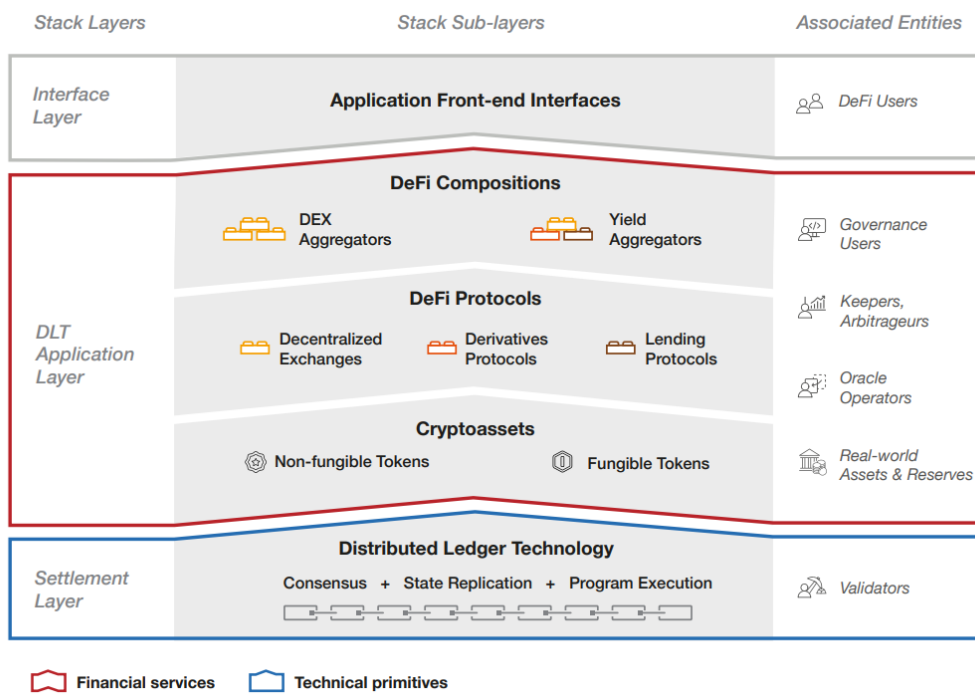 Stack Layers
Stack Sub-layers
Associated Entities
Interface
Layer
Application Front-end Interfaces
DeFi Users
DeFi Compositions
DEX
Aggregators
Yield
Aggregators
Governance
Users
DeFi Protocols
Decentralized
Exchanges
Derivatives
Protocols
Lending
Protocols
Keepers,
Arbitrageurs
DLT
Application
Layer
Oracle
Operators
Cryptoassets
Non-fungible Tokens
Fungible Tokens
Real-world
Assets & Reserves
Distributed Ledger Technology
Settlement
Layer
Consensus + State Replication + Program Execution
Validators
Financial services
Technical primitives